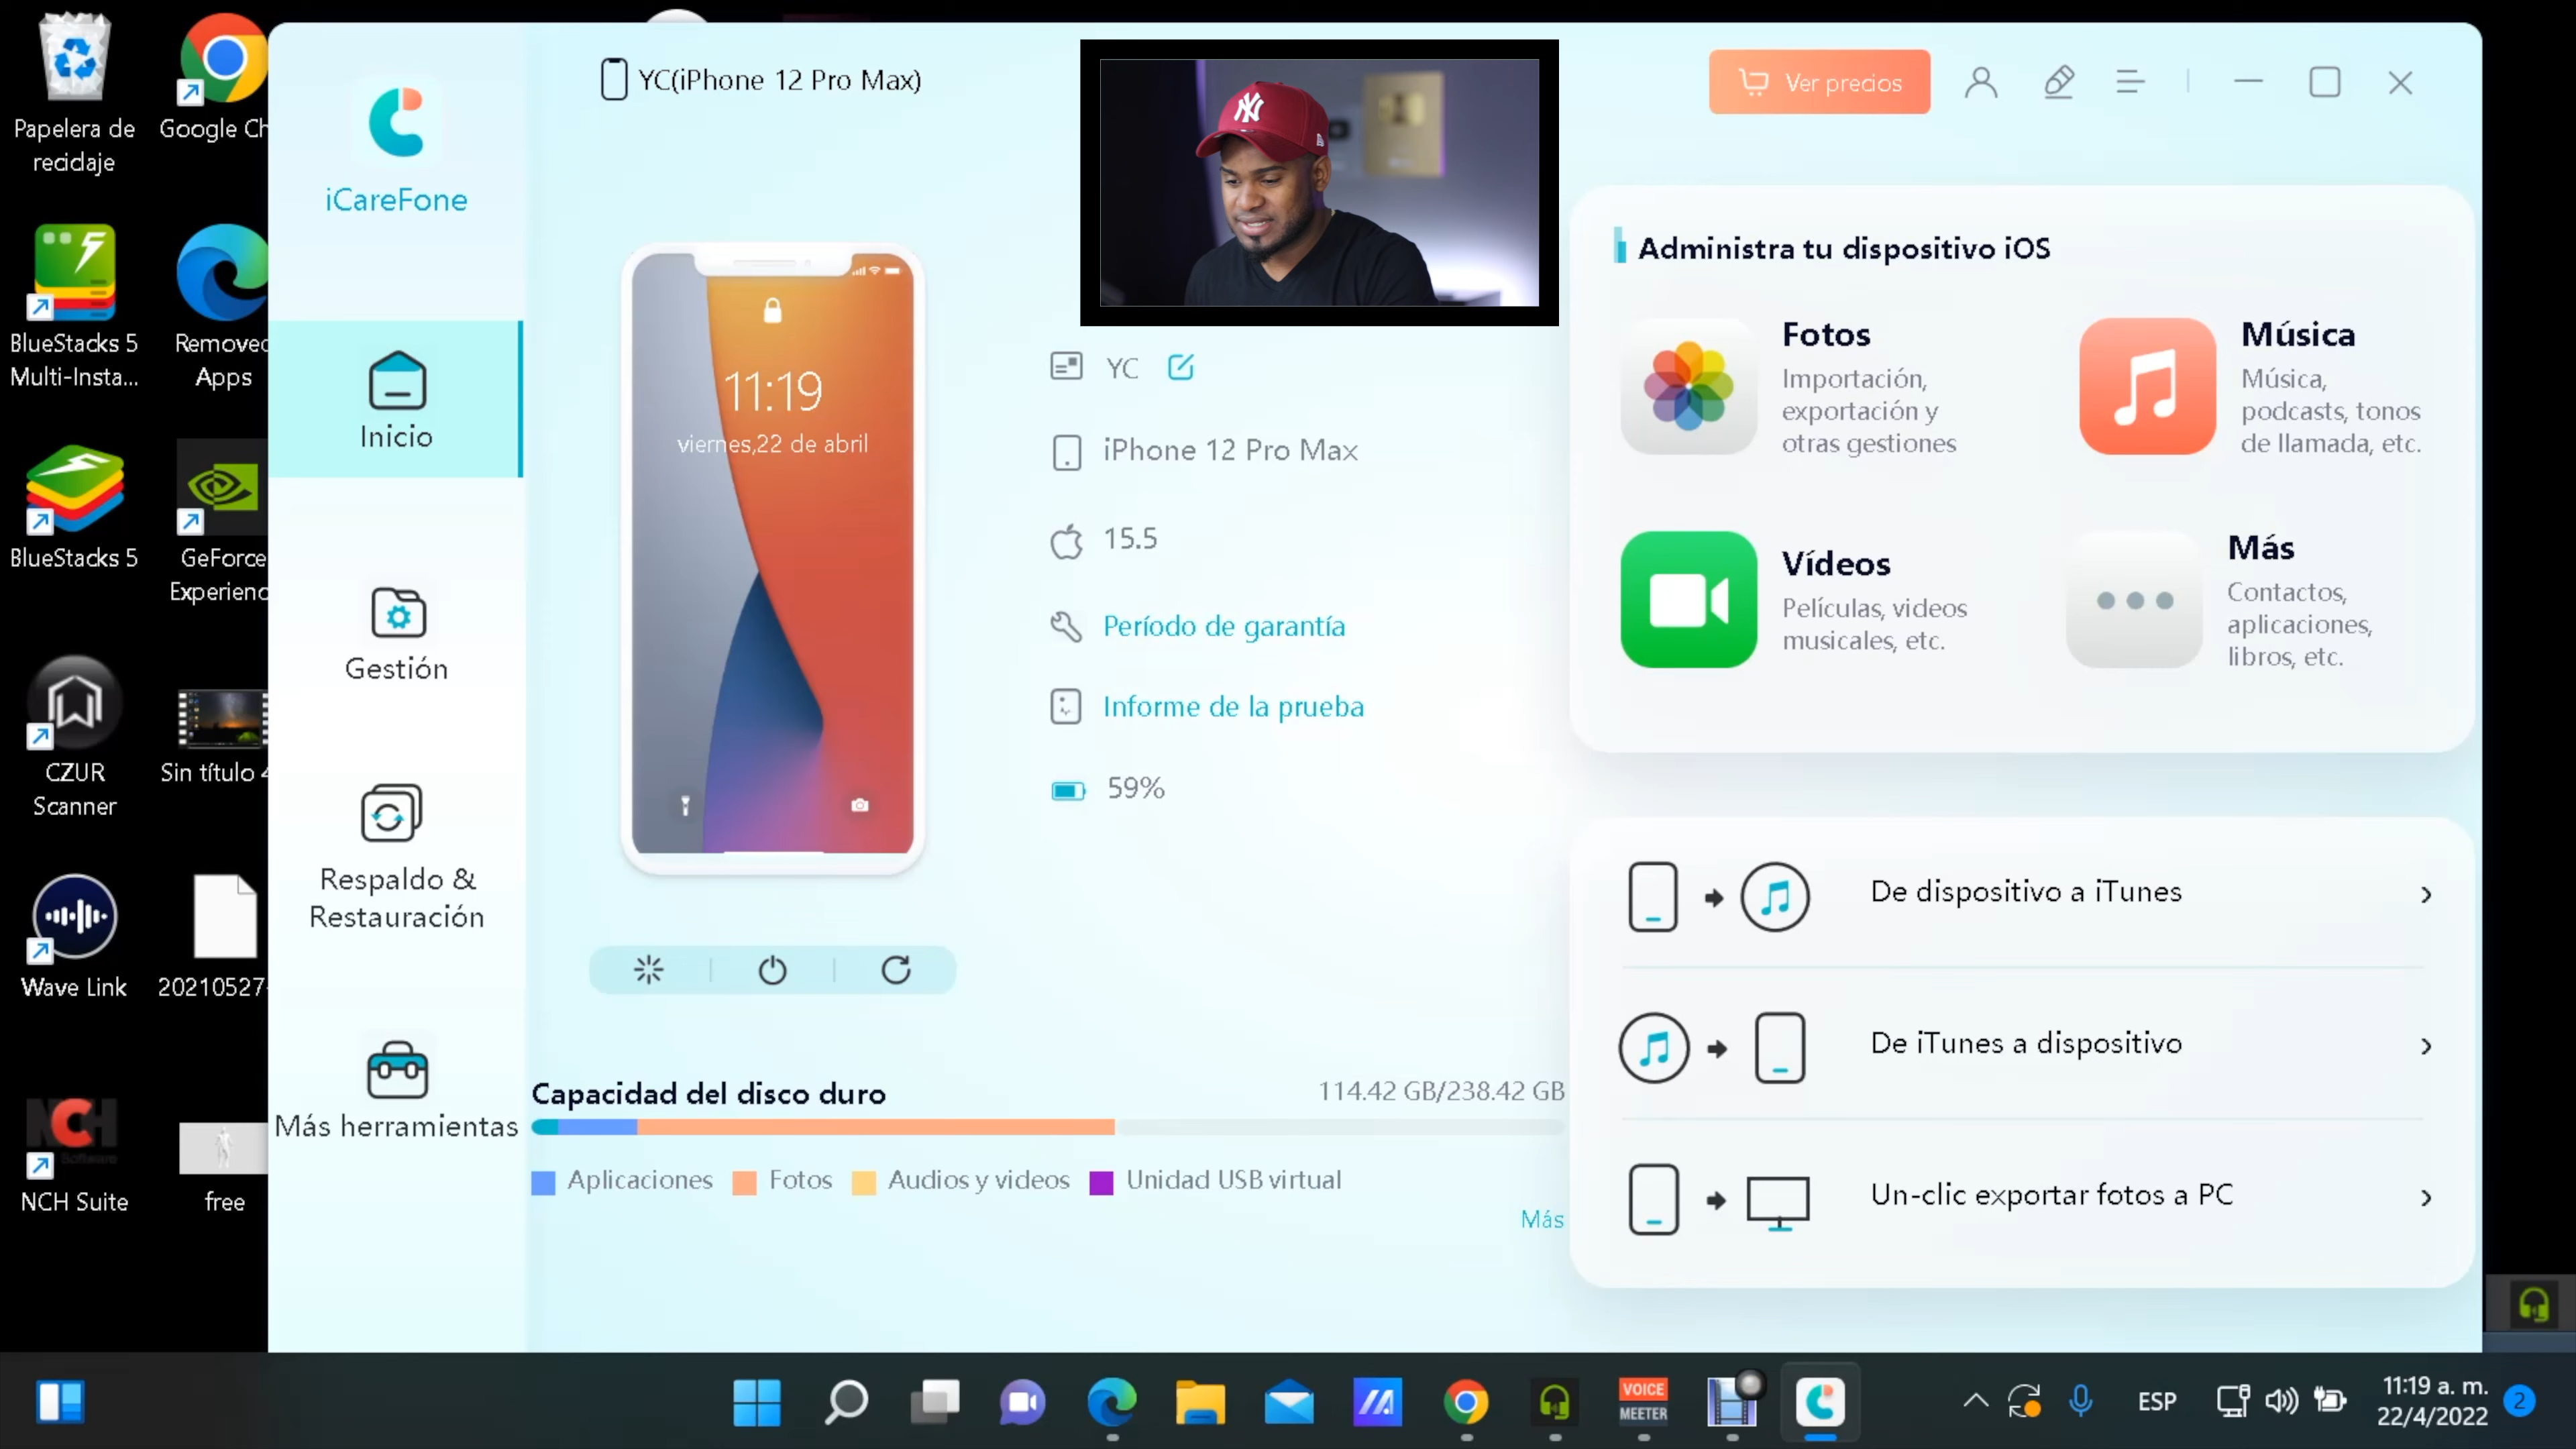 Papelera de
reciclaje
Google Ch
BlueStacks 5
Multi-Insta...
Removed
Apps
BlueStacks 5
GeForce
Experienc
CZUR
Scanner
Sin título 4
Wave Link
20210527-
NCH Suite
free
iCareFone
Inicio
Gestión
Respaldo &
Restauración
Más herramientas
YC(iPhone 12 Pro Max)
11:19
viernes,22 de abril
NY
YC
iPhone 12 Pro Max
15.5
Período de garantía
Informe de la prueba
59%
Capacidad del disco duro
114.42 GB/238.42 GB
Aplicaciones
Fotos
Audios y videos
Unidad USB virtual
Más
Ver precios
Administra tu dispositivo iOS
Fotos
Importación,
exportación y
otras gestiones
Música
Música,
podcasts, tonos
de llamada, etc.
Vídeos
Películas, videos
musicales, etc.
Más
Contactos,
aplicaciones,
libros, etc.
De dispositivo a iTunes
De iTunes a dispositivo
Un-clic exportar fotos a PC
NCH
Software
VOICE
MEETER
ESP
11:19 a. m.
22/4/2022
2